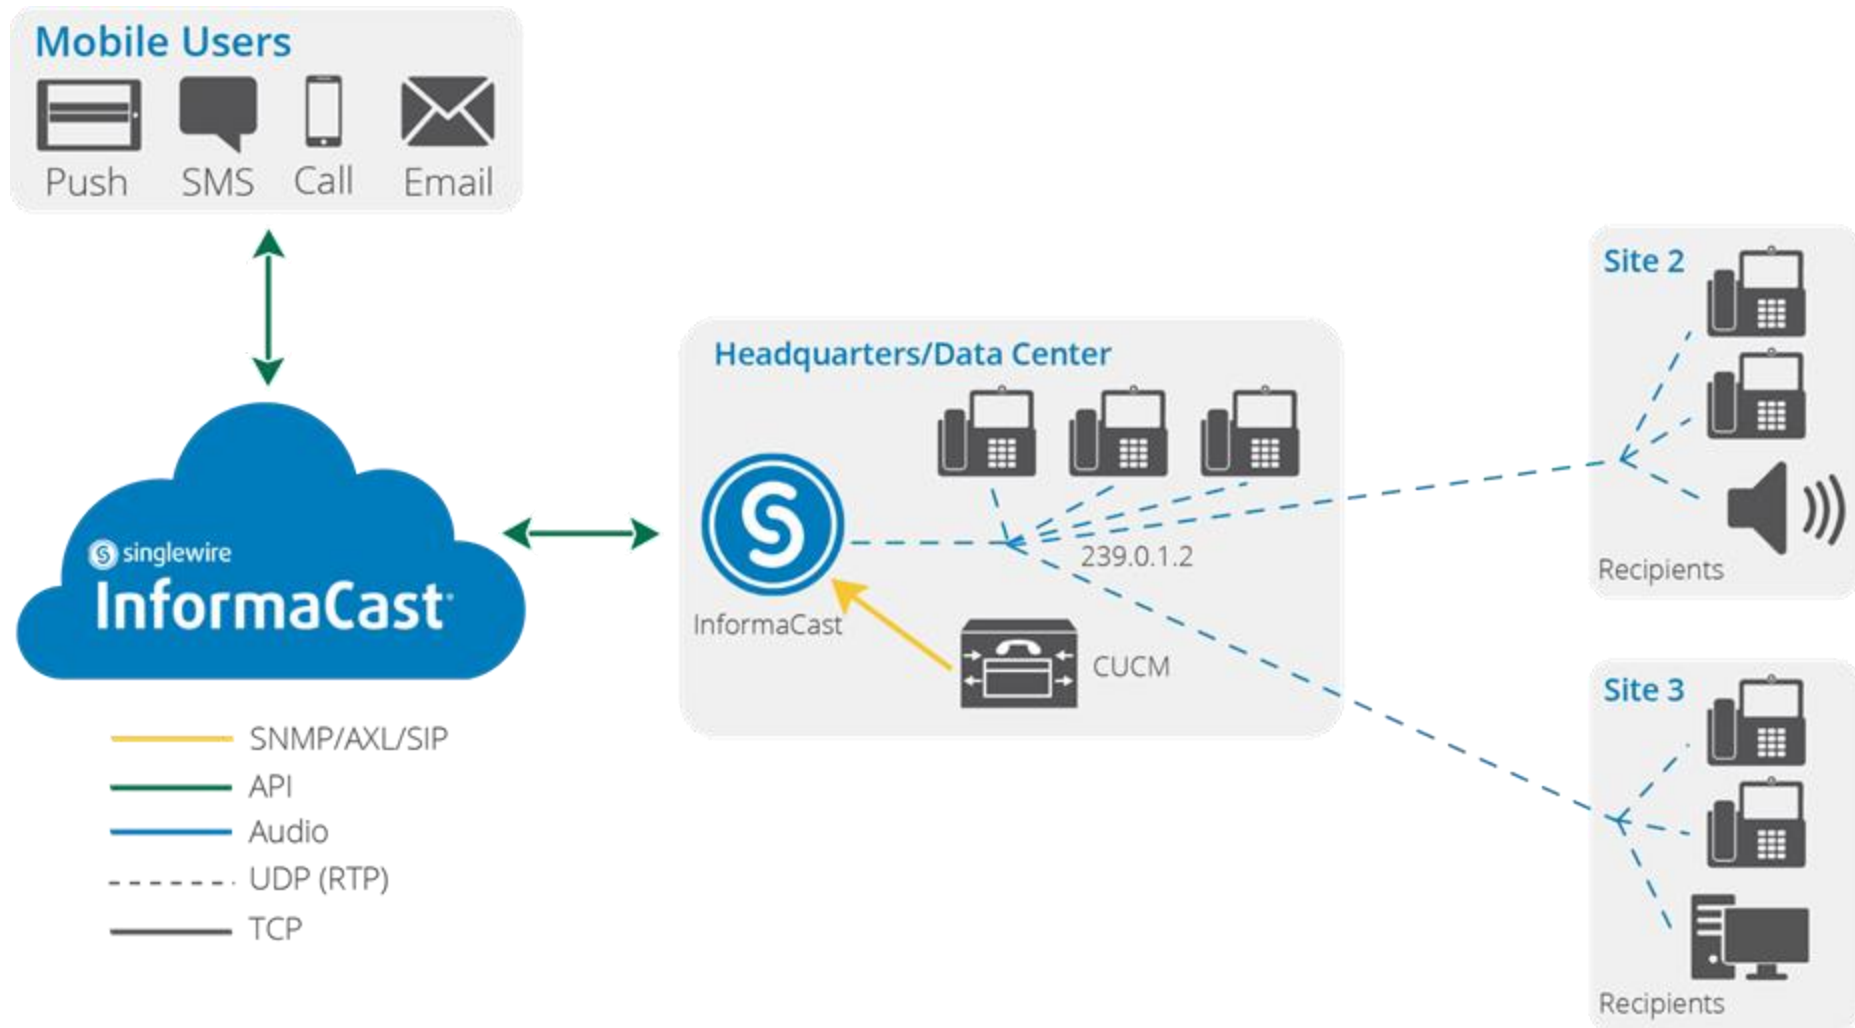 Mobile Users
Push
SMS
Call
Email
singlewire
InformaCast
SNMP/AXL/SIP
API
Audio
UDP (RTP)
TCP
Headquarters/Data Center
InformaCast
239.0.1.2
CUCM
Site 2
Recipients
Site 3
Recipients